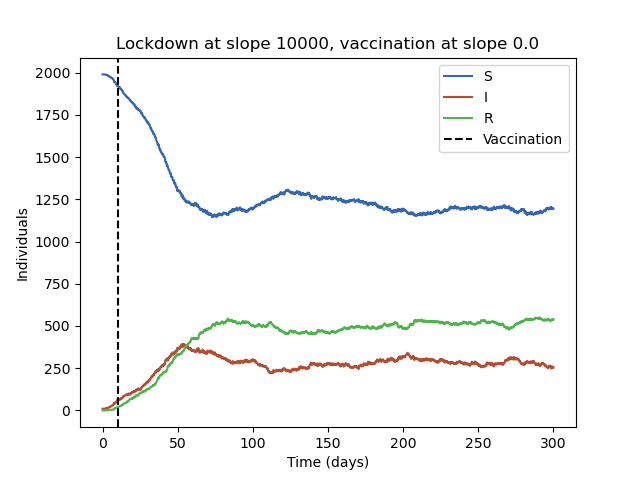 Lockdown at slope 10000, vaccination at slope 0.0
S
I
R
Vaccination
2000
1750
1500
1250
1000
750
500
250
0
Individuals
0 50 100 150 200 250 300
Time (days)